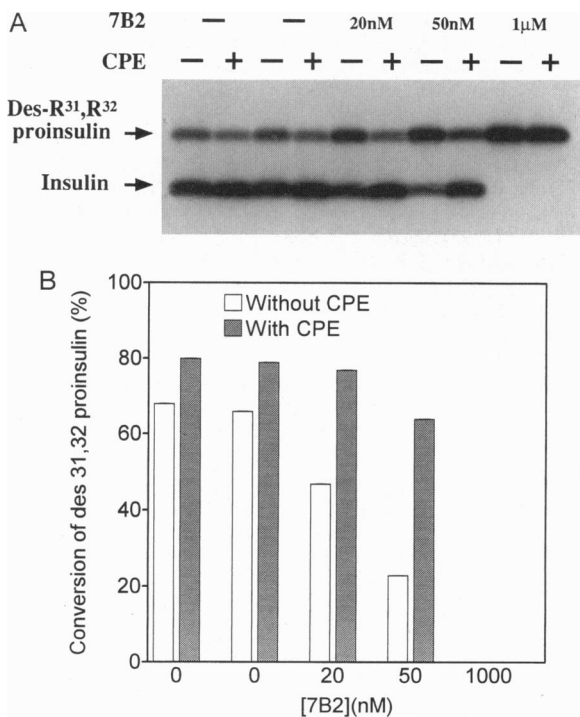 A
7B2 – – 20nM 50nM 1µM
CPE – + – + – + – + – +
Des-R³¹,R³²
proinsulin
Insulin
B
Conversion of des 31,32 proinsulin (%)
100
80
60
40
20
0
Without CPE
With CPE
0 0 20 50 1000
[7B2](nM)